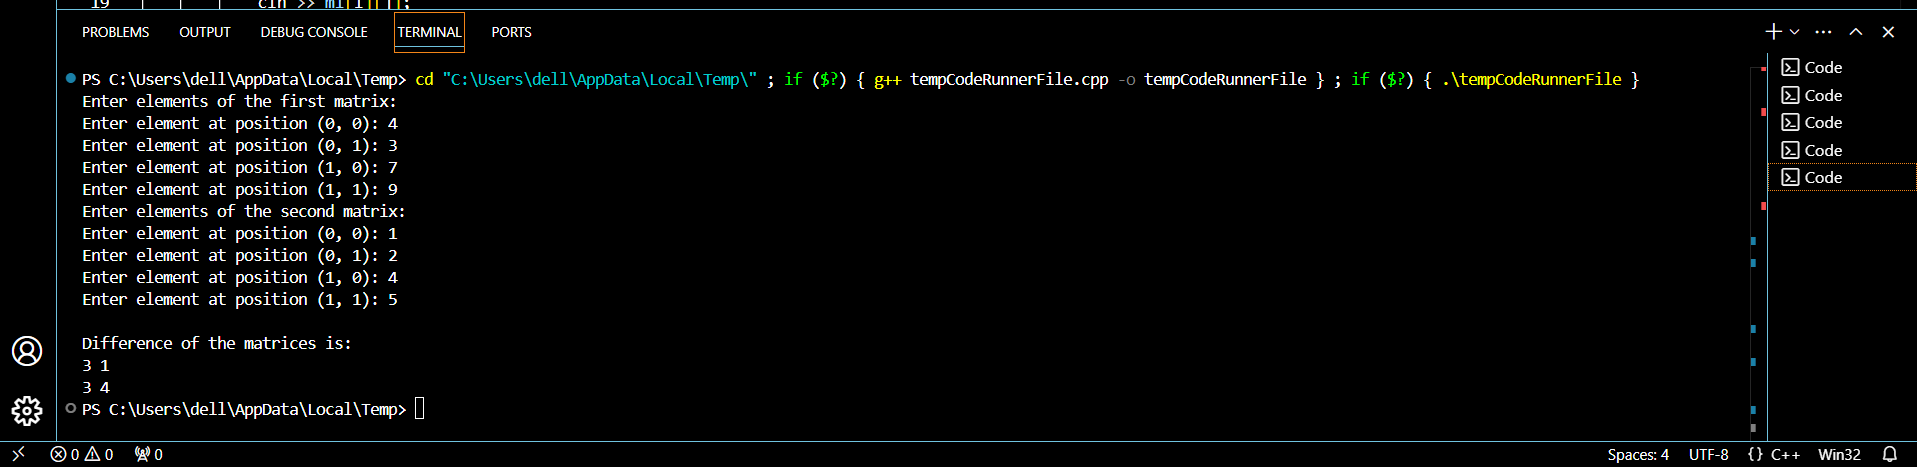 19 cin >> m1[i][j];
PROBLEMS OUTPUT DEBUG CONSOLE TERMINAL PORTS
PS C:\Users\dell\AppData\Local\Temp> cd "C:\Users\dell\AppData\Local\Temp\" ; if ($?) { g++ tempCodeRunnerFile.cpp -o tempCodeRunnerFile } ; if ($?) { .\tempCodeRunnerFile }
Enter elements of the first matrix:
Enter element at position (0, 0): 4
Enter element at position (0, 1): 3
Enter element at position (1, 0): 7
Enter element at position (1, 1): 9
Enter elements of the second matrix:
Enter element at position (0, 0): 1
Enter element at position (0, 1): 2
Enter element at position (1, 0): 4
Enter element at position (1, 1): 5
Difference of the matrices is:
3 1
3 4
PS C:\Users\dell\AppData\Local\Temp>
Code
Code
Code
Code
Code
0 0 0 Spaces: 4 UTF-8 {} C++ Win32